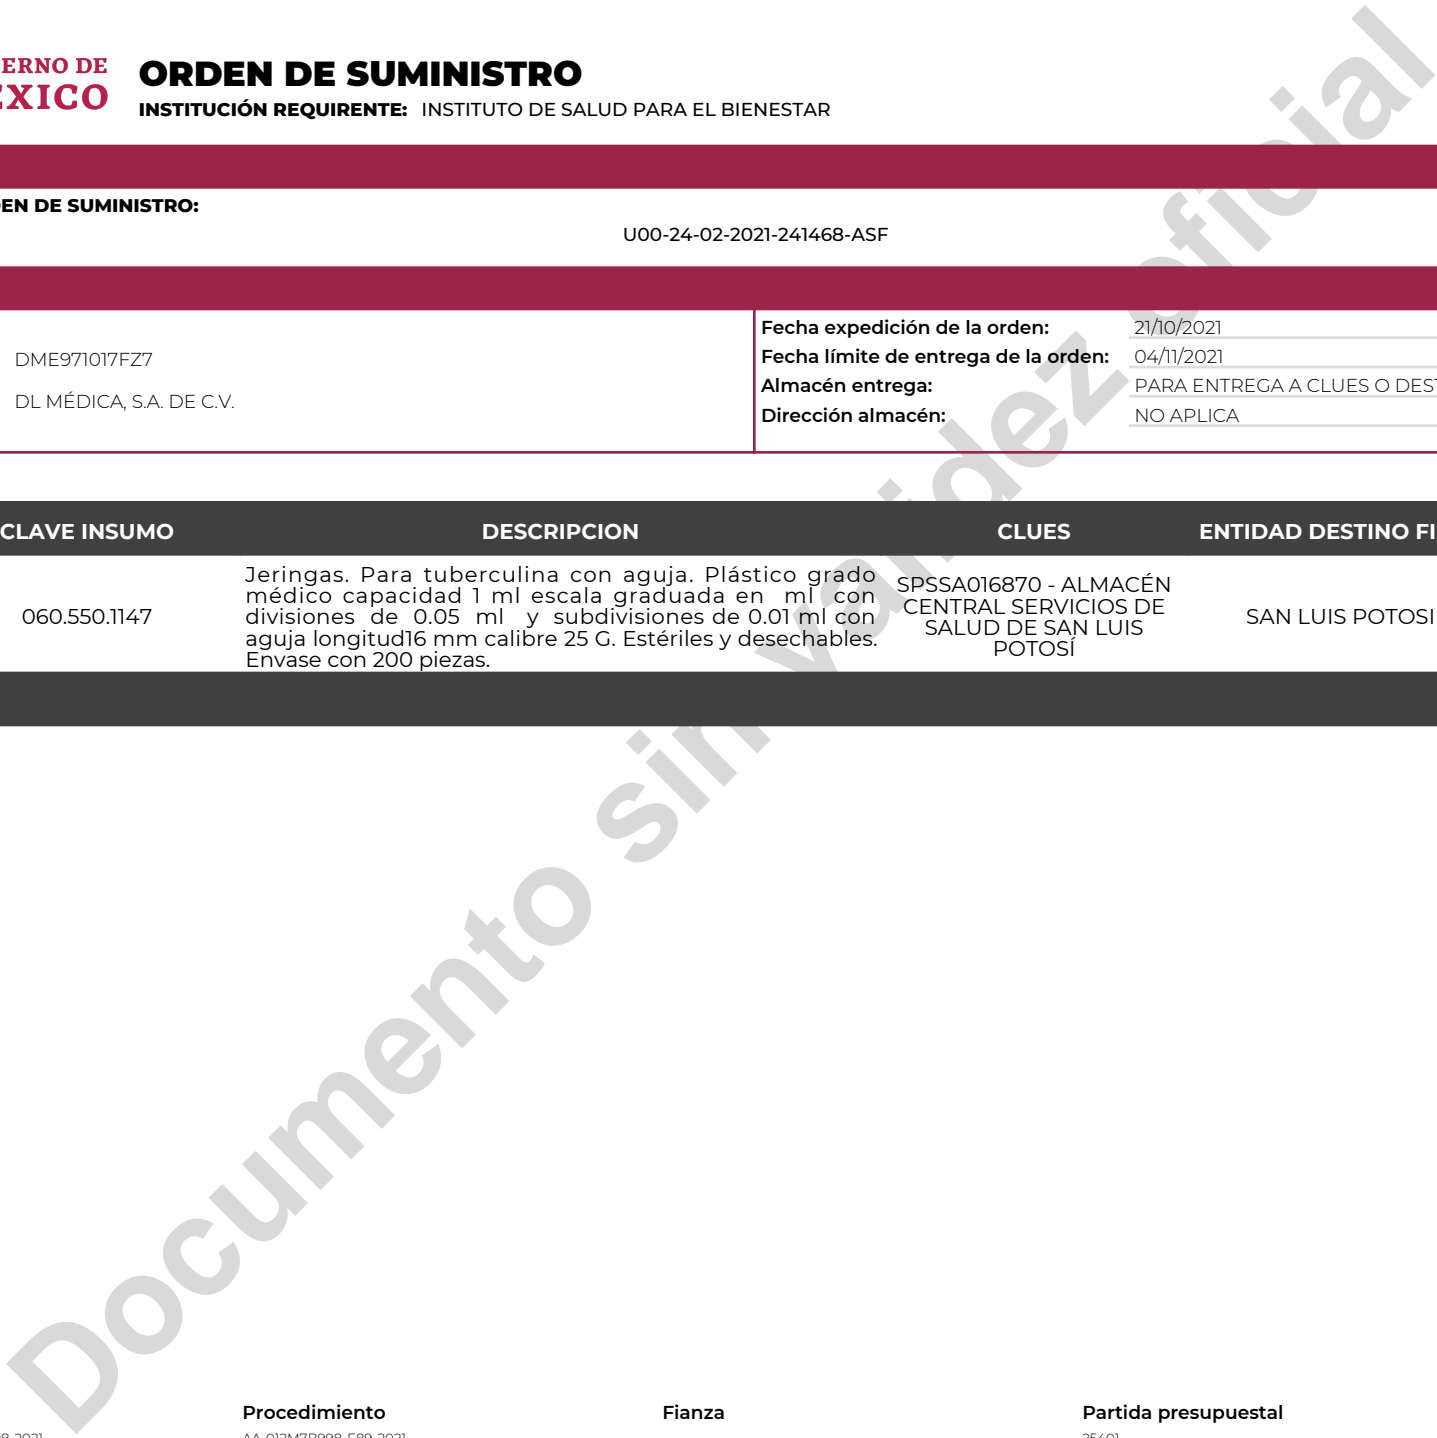 ERNO DE
EXICO
ORDEN DE SUMINISTRO
INSTITUCIÓN REQUIRENTE: INSTITUTO DE SALUD PARA EL BIENESTAR
EN DE SUMINISTRO:
U00-24-02-2021-241468-ASF
DME971017FZ7
DL MÉDICA, S.A. DE C.V.
Fecha expedición de la orden: 21/10/2021
Fecha límite de entrega de la orden: 04/11/2021
Almacén entrega: PARA ENTREGA A CLUES O DEST
Dirección almacén: NO APLICA
CLAVE INSUMO DESCRIPCION CLUES ENTIDAD DESTINO FI
060.550.1147
Jeringas. Para tuberculina con aguja. Plástico grado
médico capacidad 1 ml escala graduada en ml con
divisiones de 0.05 ml y subdivisiones de 0.01 ml con
aguja longitud16 mm calibre 25 G. Estériles y desechables.
Envase con 200 piezas.
SPSSA016870 - ALMACÉN
CENTRAL SERVICIOS DE
SALUD DE SAN LUIS
POTOSÍ
SAN LUIS POTOSI
Documento sin validez oficial
Procedimiento Fianza Partida presupuestal